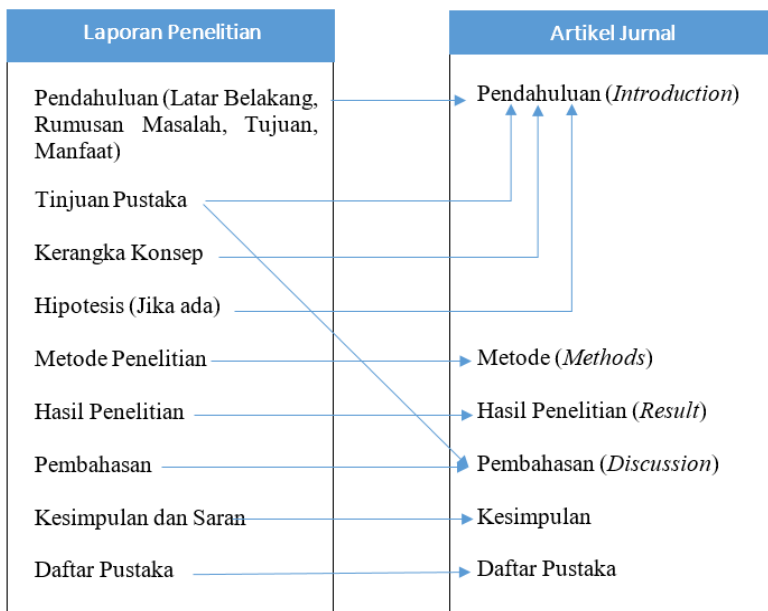 Laporan Penelitian
Pendahuluan (Latar Belakang,
Rumusan Masalah, Tujuan,
Manfaat)
Tinjuan Pustaka
Kerangka Konsep
Hipotesis (Jika ada)
Metode Penelitian
Hasil Penelitian
Pembahasan
Kesimpulan dan Saran
Daftar Pustaka
Artikel Jurnal
Pendahuluan (Introduction)
Metode (Methods)
Hasil Penelitian (Result)
Pembahasan (Discussion)
Kesimpulan
Daftar Pustaka